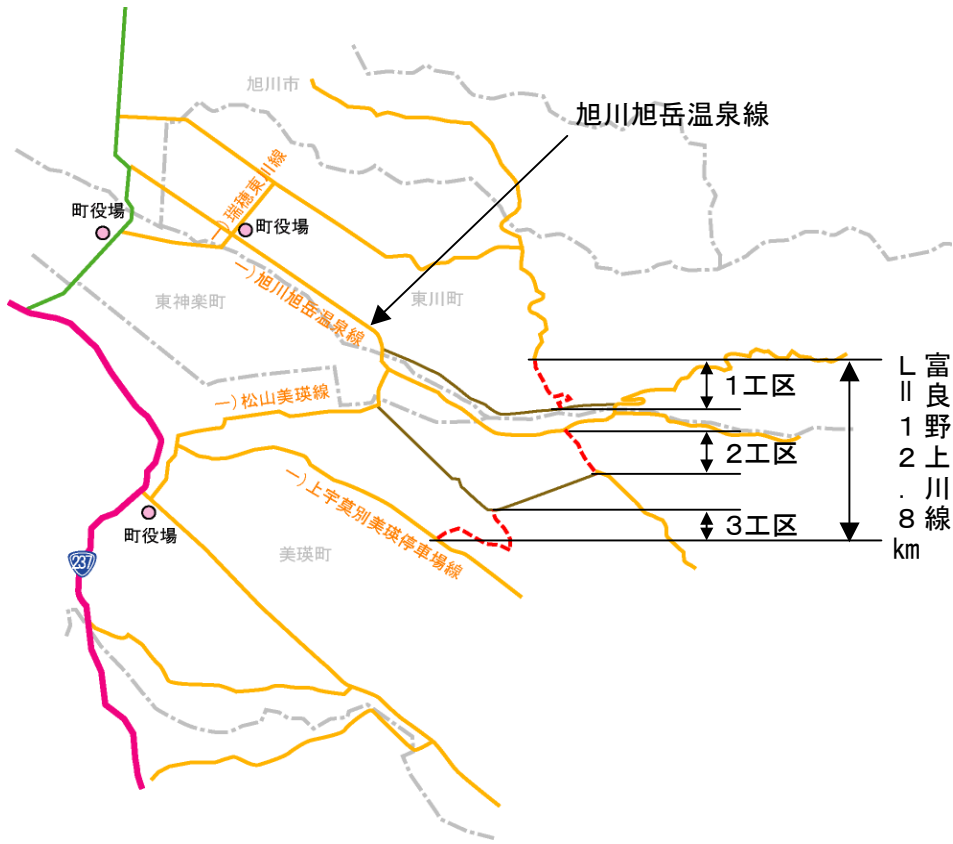 旭川市
旭川旭岳温泉線
一)瑞穂東川線
町役場
町役場
一)旭川旭岳温泉線
東神楽町
東川町
富良野上川線
L=12.8km
1工区
一)松山美瑛線
2工区
一)上宇莫別美瑛停車場線
3工区
町役場
美瑛町
237